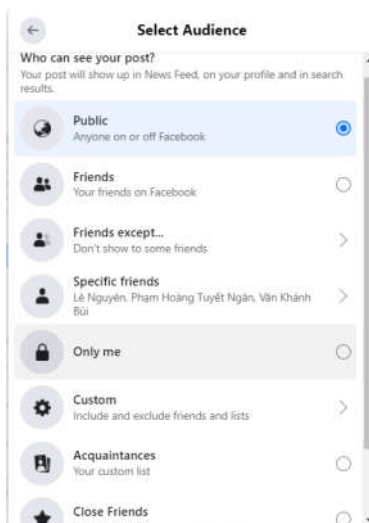 Select Audience
Who can see your post?
Your post will show up in News Feed, on your profile and in search
results.
Public
Anyone on or off Facebook
Friends
Your friends on Facebook
Friends except...
Don't show to some friends
Specific friends
Lê Nguyên, Phạm Hoàng Tuyết Ngân, Văn Khánh
Bùi
Only me
Custom
Include and exclude friends and lists
Acquaintances
Your custom list
Close Friends